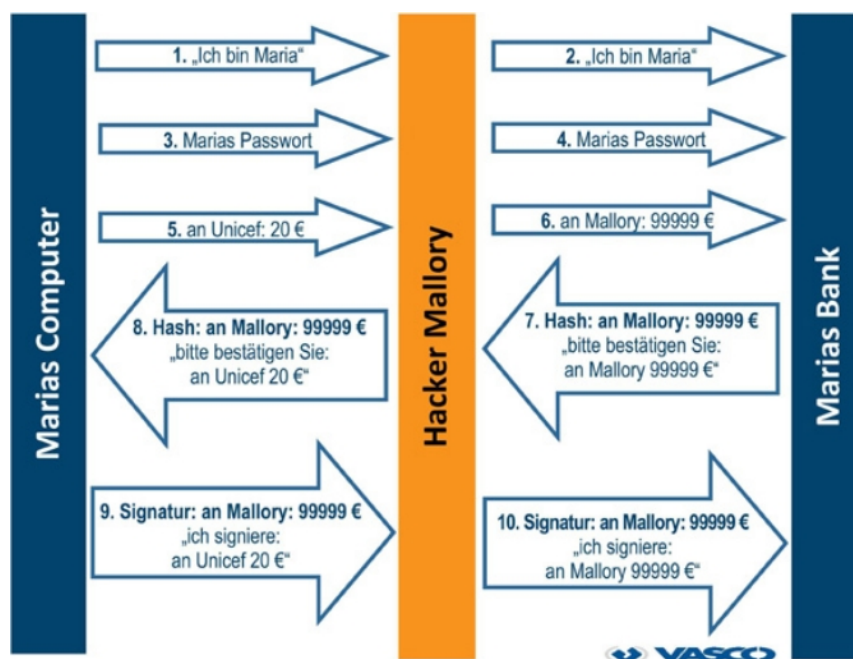 Marias Computer
Hacker Mallory
Marias Bank
1. „Ich bin Maria“
2. „Ich bin Maria“
3. Marias Passwort
4. Marias Passwort
5. an Unicef: 20 €
6. an Mallory: 99999 €
7. Hash: an Mallory: 99999 €
„bitte bestätigen Sie:
an Mallory 99999 €“
8. Hash: an Mallory: 99999 €
„bitte bestätigen Sie:
an Unicef 20 €“
9. Signatur: an Mallory: 99999 €
„ich signiere:
an Unicef 20 €“
10. Signatur: an Mallory: 99999 €
„ich signiere:
an Mallory 99999 €“
VASCO